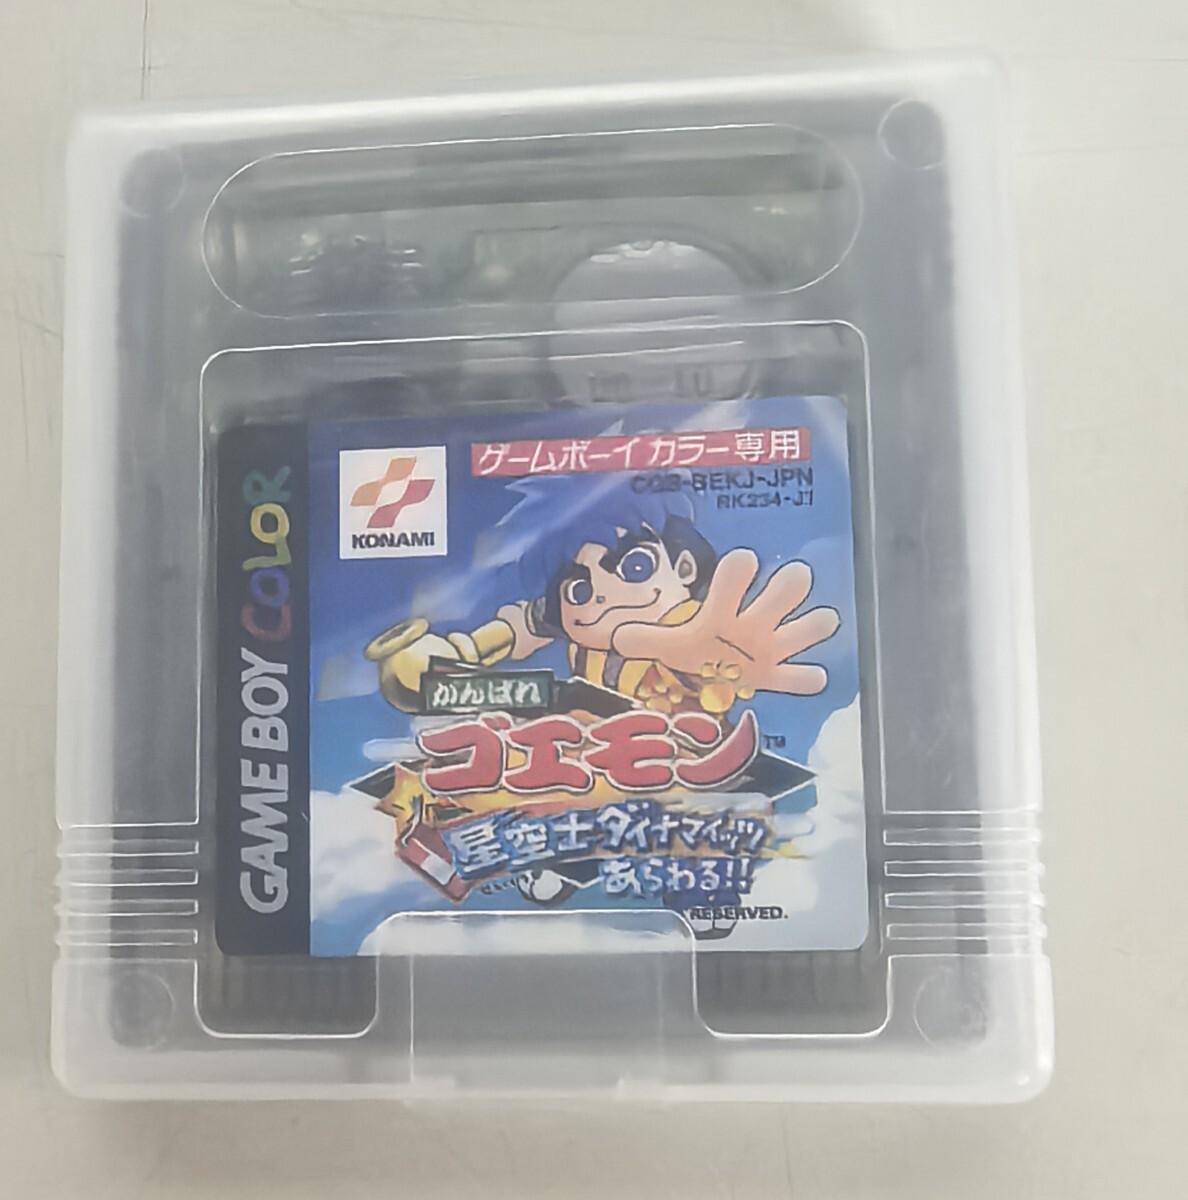 GAME BOY COLOR
KONAMI
ゲームボーイカラー専用
CGB-BEKJ-JPN
RK234-J1
がんばれ
ゴエモン
TM
星空士ダイナマイッツ
あらわる!!
RESERVED.